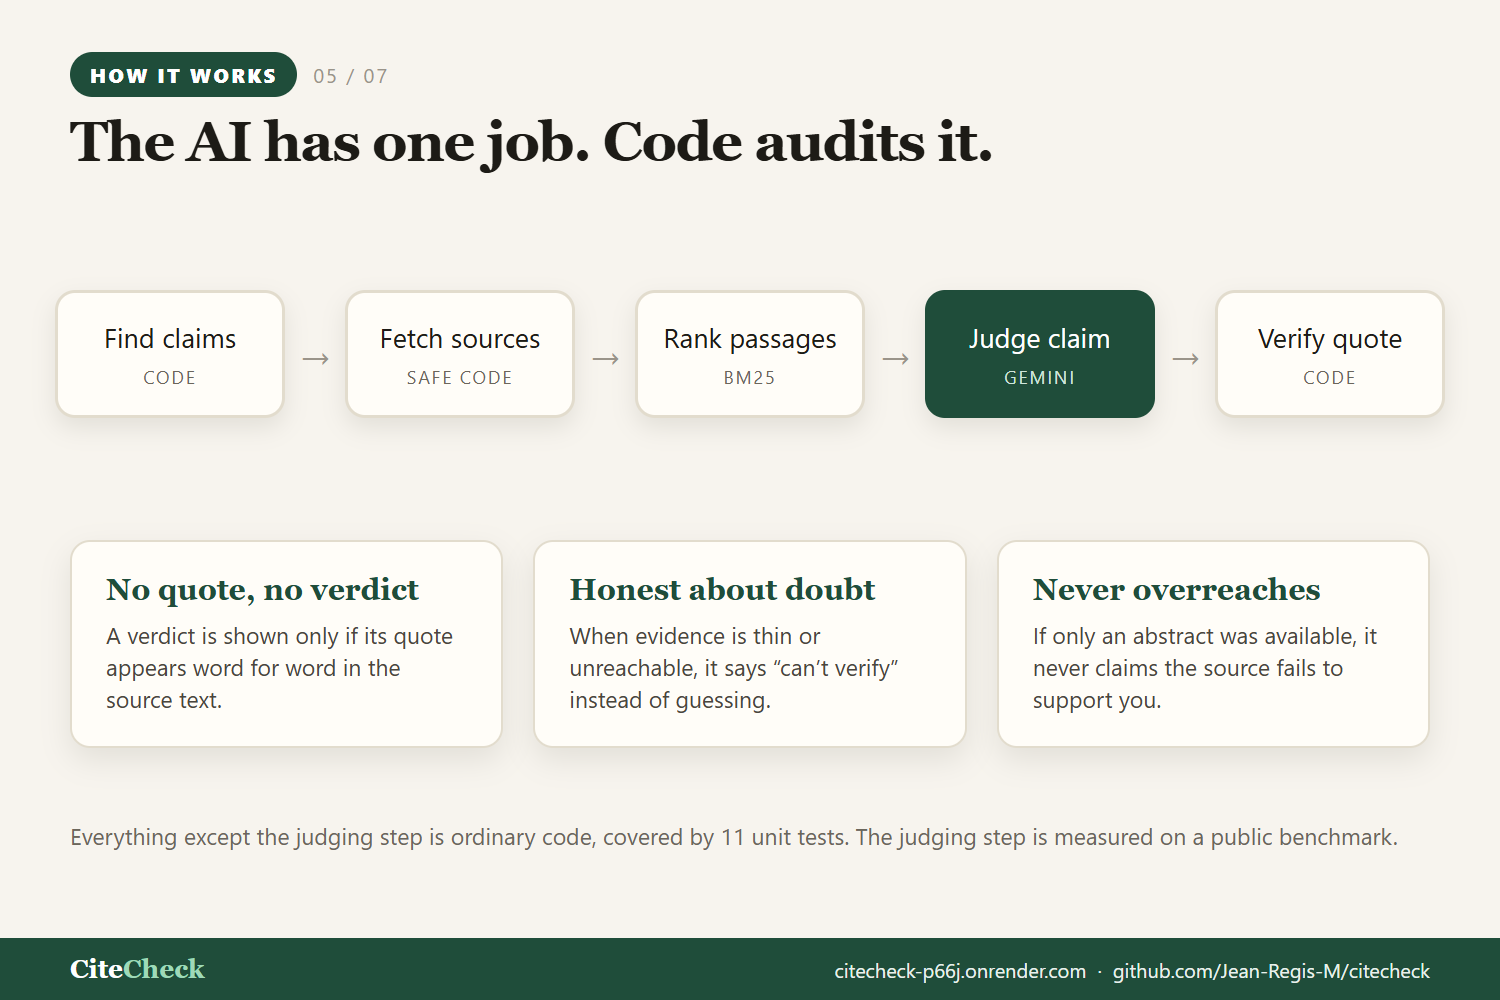 HOW IT WORKS 05 / 07
The AI has one job. Code audits it.
Find claims → Fetch sources → Rank passages → Judge claim → Verify quote
CODE SAFE CODE BM25 GEMINI CODE
No quote, no verdict
A verdict is shown only if its quote
appears word for word in the
source text.
Honest about doubt
When evidence is thin or
unreachable, it says “can’t verify”
instead of guessing.
Never overreaches
If only an abstract was available, it
never claims the source fails to
support you.
Everything except the judging step is ordinary code, covered by 11 unit tests. The judging step is measured on a public benchmark.
CiteCheck
citecheck-p66j.onrender.com · github.com/Jean-Regis-M/citecheck